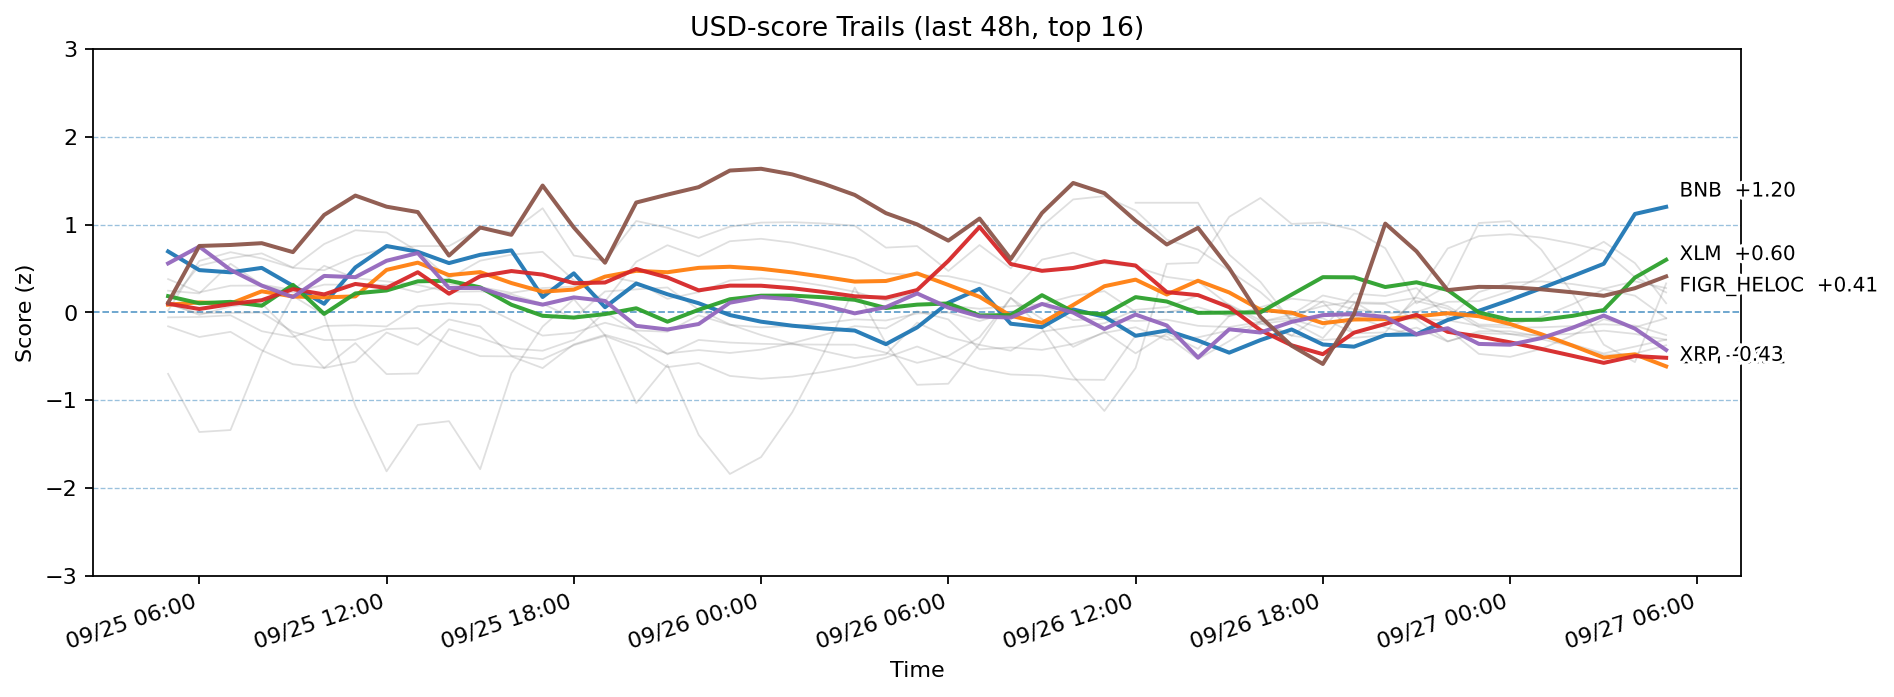 USD-score Trails (last 48h, top 16)
3
2
1
0
−1
−2
−3
Score (z)
BNB +1.20
XLM +0.60
FIGR_HELOC +0.41
XRP -0.43
09/25 06:00
09/25 12:00
09/25 18:00
09/26 00:00
09/26 06:00
09/26 12:00
09/26 18:00
09/27 00:00
09/27 06:00
Time